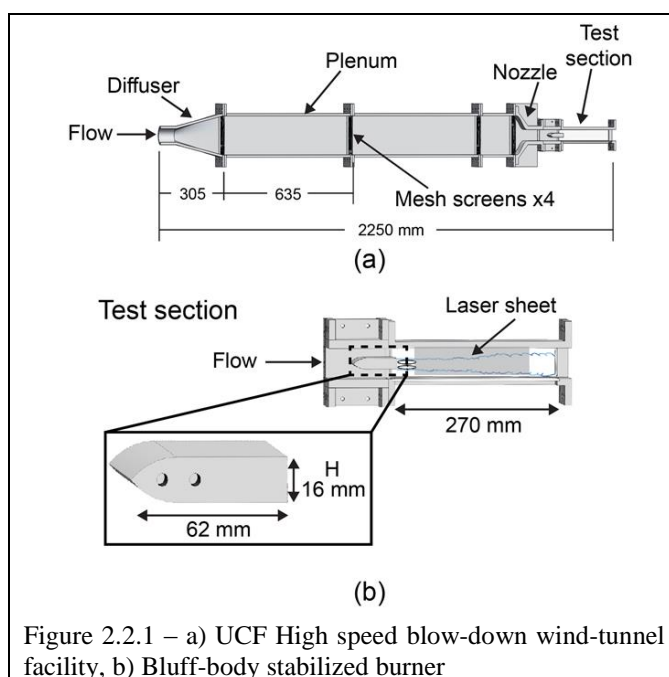 Test
section
Plenum
Nozzle
Diffuser
Flow
Mesh screens x4
305
635
2250 mm
(a)
Test section
Laser sheet
Flow
270 mm
H
16 mm
62 mm
(b)
Figure 2.2.1 – a) UCF High speed blow-down wind-tunnel
facility, b) Bluff-body stabilized burner